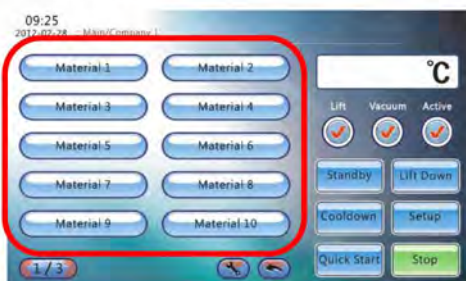 09:25
2012-02-28 :: Main/Company 1
Material 1
Material 2
Material 3
Material 4
Material 5
Material 6
Material 7
Material 8
Material 9
Material 10
1/3
℃
Lift Vacuum Active
Standby
Lift Down
Cooldown
Setup
Quick Start
Stop